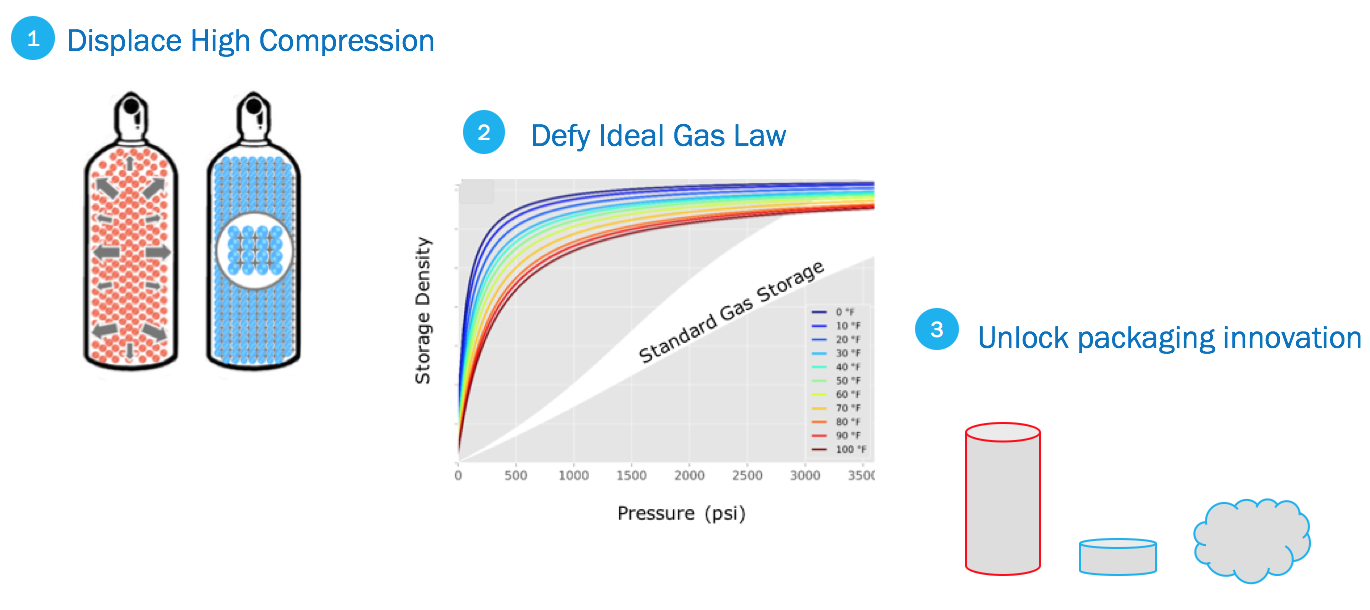 1
Displace High Compression
2
Defy Ideal Gas Law
Storage Density
Standard Gas Storage
0 °F
10 °F
20 °F
30 °F
40 °F
50 °F
60 °F
70 °F
80 °F
90 °F
100 °F
0 500 1000 1500 2000 2500 3000 3500
Pressure (psi)
3
Unlock packaging innovation